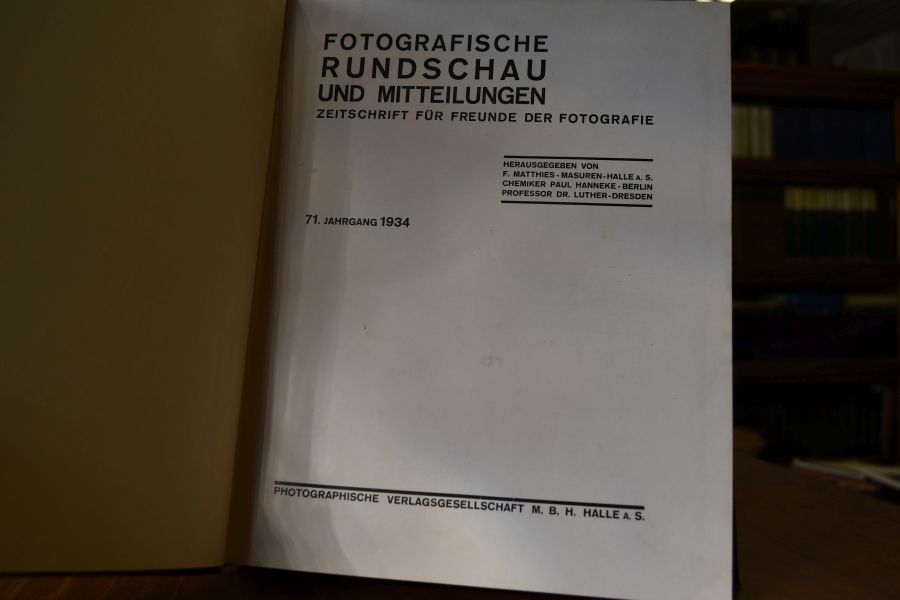 FOTOGRAFISCHE
RUNDSCHAU
UND MITTEILUNGEN
ZEITSCHRIFT FÜR FREUNDE DER FOTOGRAFIE
HERAUSGEGEBEN VON
F. MATTHIES-MASUREN-HALLE A. S.
CHEMIKER PAUL HANNEKE-BERLIN
PROFESSOR DR. LUTHER-DRESDEN
71. JAHRGANG 1934
PHOTOGRAPHISCHE VERLAGSGESELLSCHAFT M. B. H. HALLE A. S.